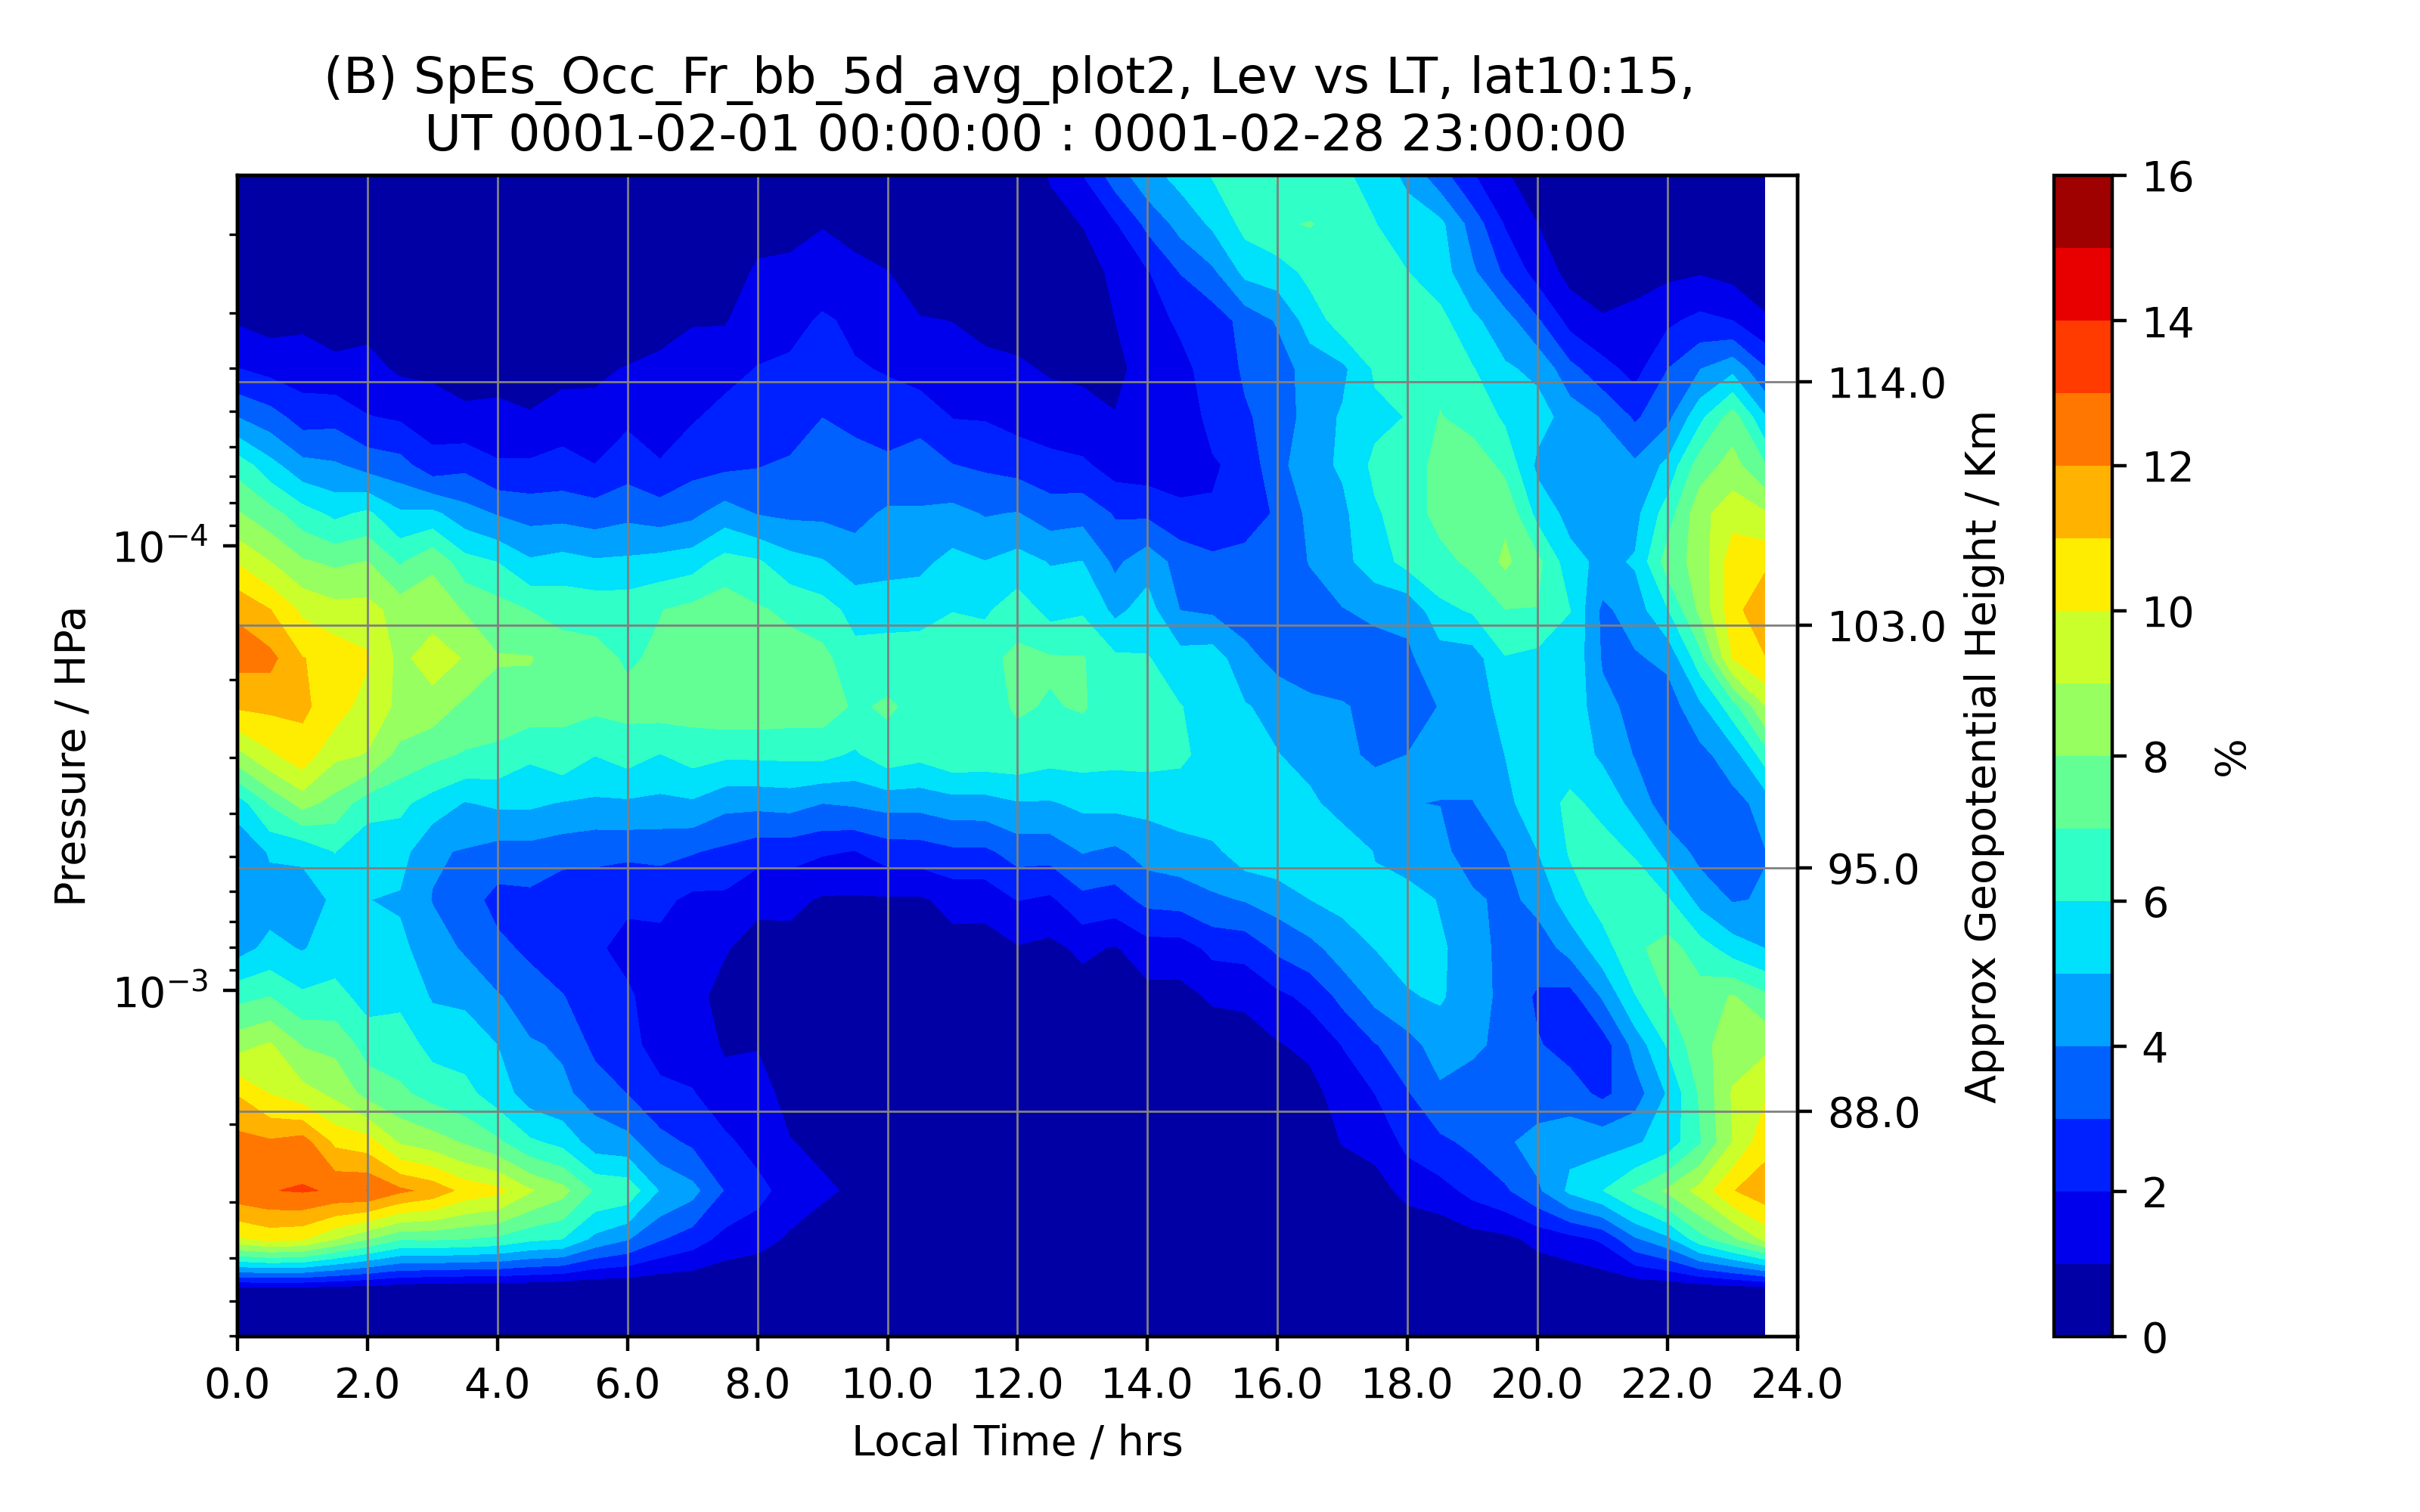 (B) SpEs_Occ_Fr_bb_5d_avg_plot2, Lev vs LT, lat10:15,
UT 0001-02-01 00:00:00 : 0001-02-28 23:00:00
Pressure / HPa
10⁻⁴
10⁻³
0.0 2.0 4.0 6.0 8.0 10.0 12.0 14.0 16.0 18.0 20.0 22.0 24.0
Local Time / hrs
114.0
103.0
95.0
88.0
Approx Geopotential Height / Km
16
14
12
10
8
6
4
2
0
%